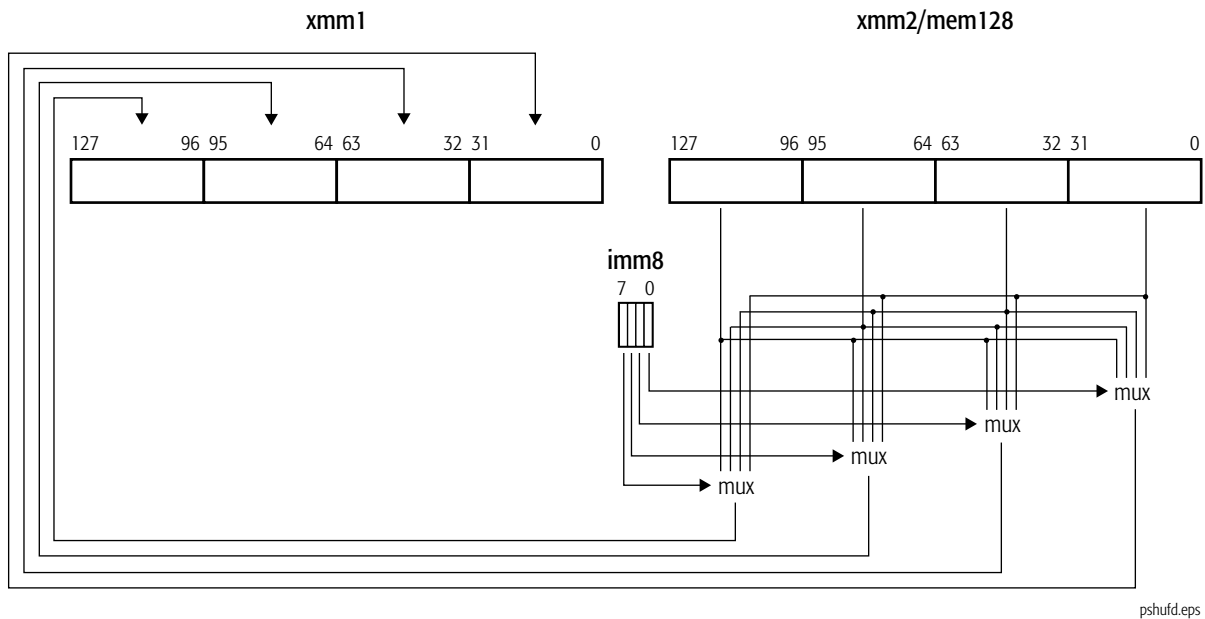 xmm1 xmm2/mem128
127 96 95 64 63 32 31 0 127 96 95 64 63 32 31 0
imm8
7 0
mux
mux
mux
mux
pshufd.eps